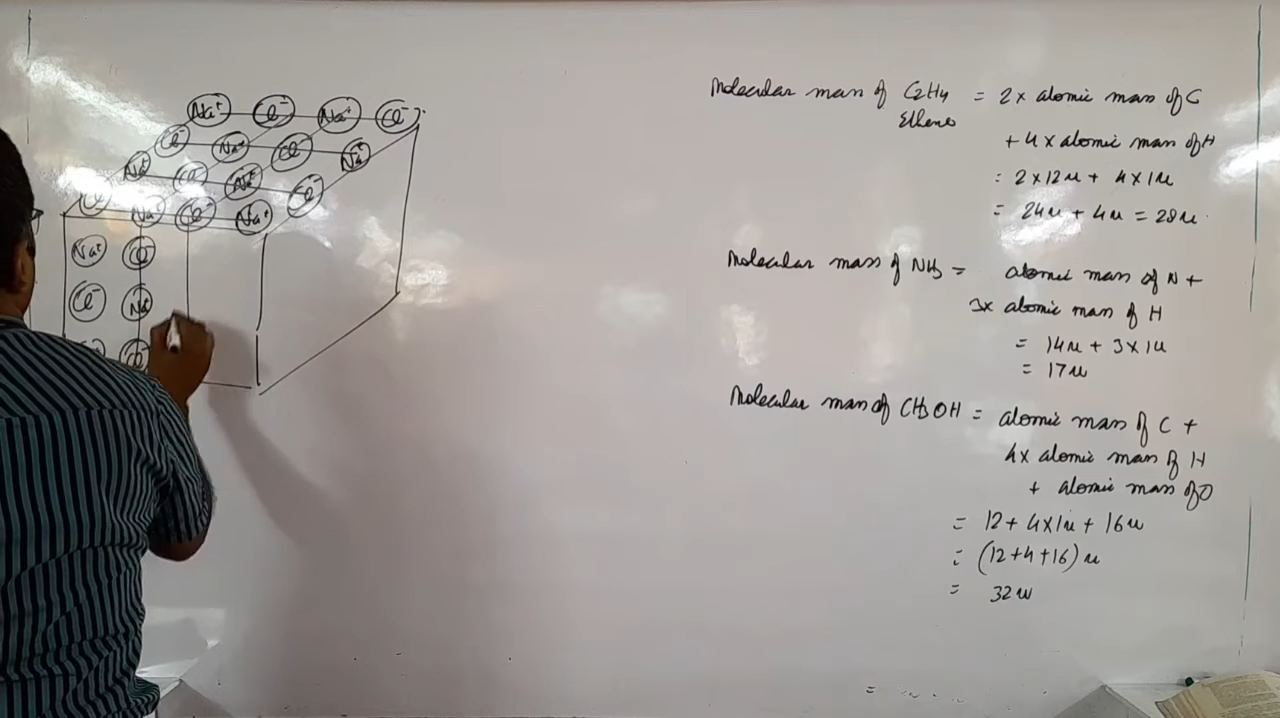 Na⁺ Cl⁻ Na⁺ Cl⁻
Cl⁻ Na⁺ Cl⁻ Na⁺
Na⁺ Cl⁻ Na⁺ Cl⁻
Cl⁻ Na⁺ Cl⁻ Na⁺
Na⁺ Cl
Cl⁻ Na⁺
Cl
Molecular mass of C2H4 = 2 x atomic mass of C
Ethene
+ 4 x atomic mass of H
= 2 x 12u + 4 x 1u
= 24u + 4u = 28u.
Molecular mass of NH3 = atomic mass of N +
3x atomic mass of H
= 14u + 3 x 1u
= 17u
Molecular mass of CH3OH = atomic mass of C +
4x atomic mass of H
+ atomic mass of O
= 12 + 4x1u + 16u
= (12+4+16) u
= 32u